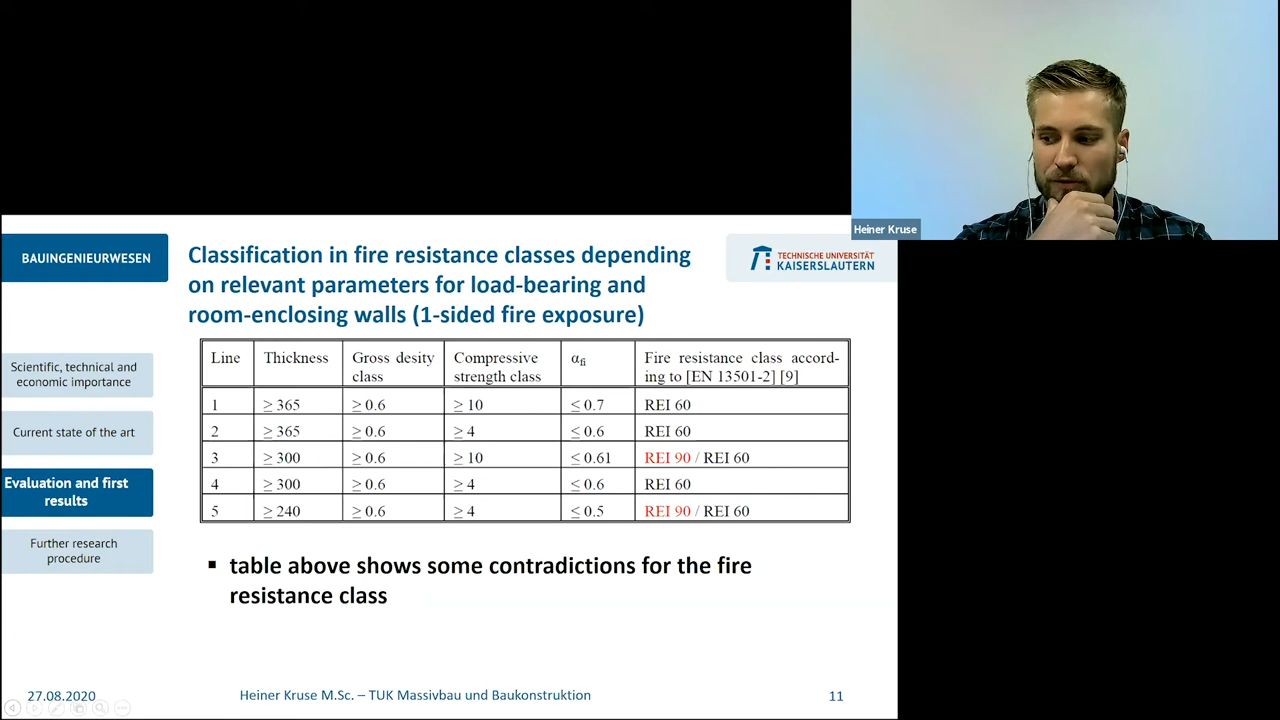 Heiner Kruse
BAUINGENIEURWESEN
Classification in fire resistance classes depending
on relevant parameters for load-bearing and
room-enclosing walls (1-sided fire exposure)
TECHNISCHE UNIVERSITÄT
KAISERSLAUTERN
Scientific, technical and
economic importance
Current state of the art
Evaluation and first
results
Further research
procedure
Line Thickness Gross desity class Compressive strength class αfi Fire resistance class accord-
ing to [EN 13501-2] [9]
1 ≥ 365 ≥ 0.6 ≥ 10 ≤ 0.7 REI 60
2 ≥ 365 ≥ 0.6 ≥ 4 ≤ 0.6 REI 60
3 ≥ 300 ≥ 0.6 ≥ 10 ≤ 0.61 REI 90 / REI 60
4 ≥ 300 ≥ 0.6 ≥ 4 ≤ 0.6 REI 60
5 ≥ 240 ≥ 0.6 ≥ 4 ≤ 0.5 REI 90 / REI 60
▪ table above shows some contradictions for the fire
resistance class
27.08.2020 Heiner Kruse M.Sc. – TUK Massivbau und Baukonstruktion 11